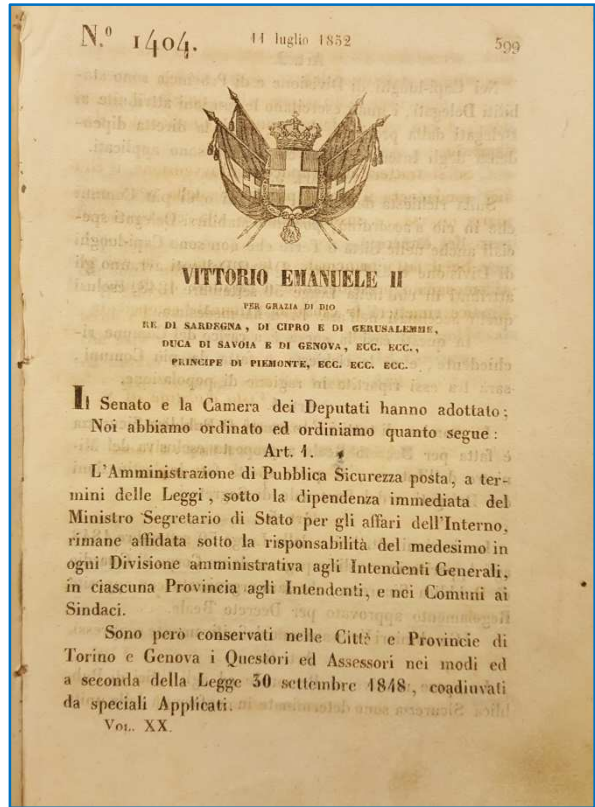 N.º 1404.
11 luglio 1852
599
VITTORIO EMANUELE II
PER GRAZIA DI DIO
RE DI SARDEGNA, DI CIPRO E DI GERUSALEMME,
DUCA DI SAVOIA E DI GENOVA, ECC. ECC.,
PRINCIPE DI PIEMONTE, ECC. ECC. ECC.
Il Senato e la Camera dei Deputati hanno adottato;
Noi abbiamo ordinato ed ordiniamo quanto segue:
Art. 1.
L'Amministrazione di Pubblica Sicurezza posta, a ter-
mini delle Leggi, sotto la dipendenza immediata del
Ministro Segretario di Stato per gli affari dell'Interno,
rimane affidata sotto la risponsabilità del medesimo in
ogni Divisione amministrativa agli Intendenti Generali,
in ciascuna Provincia agli Intendenti, e nei Comuni ai
Sindaci.
Sono però conservati nelle Città e Provincie di
Torino e Genova i Questori ed Assessori nei modi ed
a seconda della Legge 30 settembre 1848, coadiuvati
da speciali Applicati.
VOL. XX.